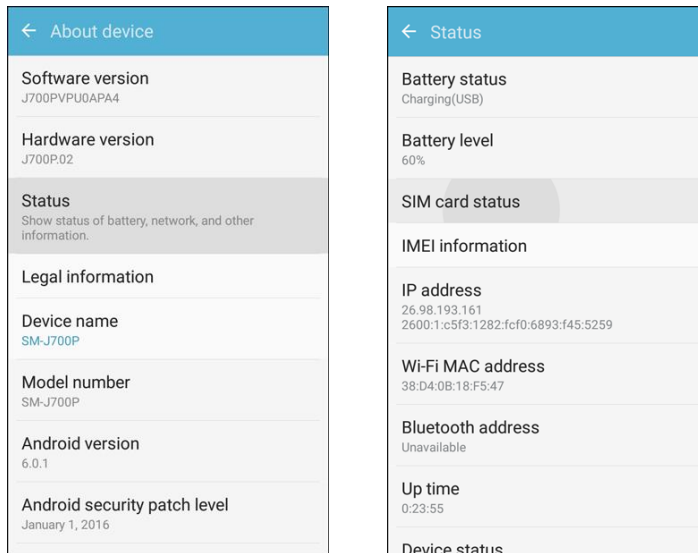 About device
Software version
J700PVPU0APA4
Hardware version
J700P.02
Status
Show status of battery, network, and other
information.
Legal information
Device name
SM-J700P
Model number
SM-J700P
Android version
6.0.1
Android security patch level
January 1, 2016
Status
Battery status
Charging(USB)
Battery level
60%
SIM card status
IMEI information
IP address
26.98.193.161
2600:1:c5f3:1282:fcf0:6893:f45:5259
Wi-Fi MAC address
38:D4:0B:18:F5:47
Bluetooth address
Unavailable
Up time
0:23:55
Device status